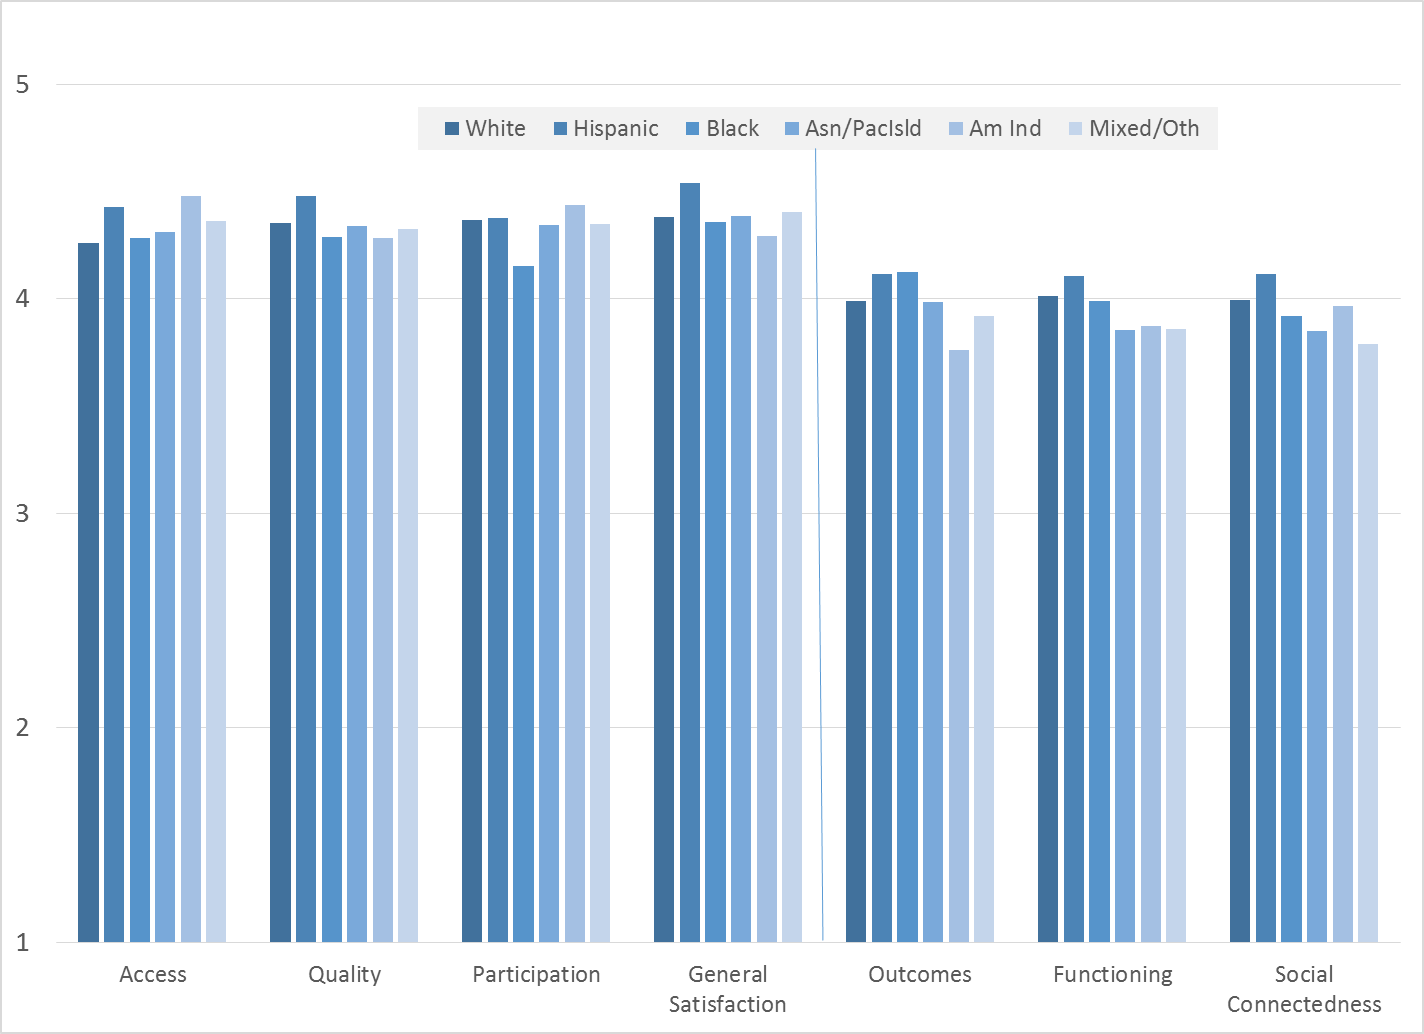 5
White Hispanic Black Asn/PacIsld Am Ind Mixed/Oth
4
3
2
1
Access Quality Participation General Satisfaction Outcomes Functioning Social Connectedness